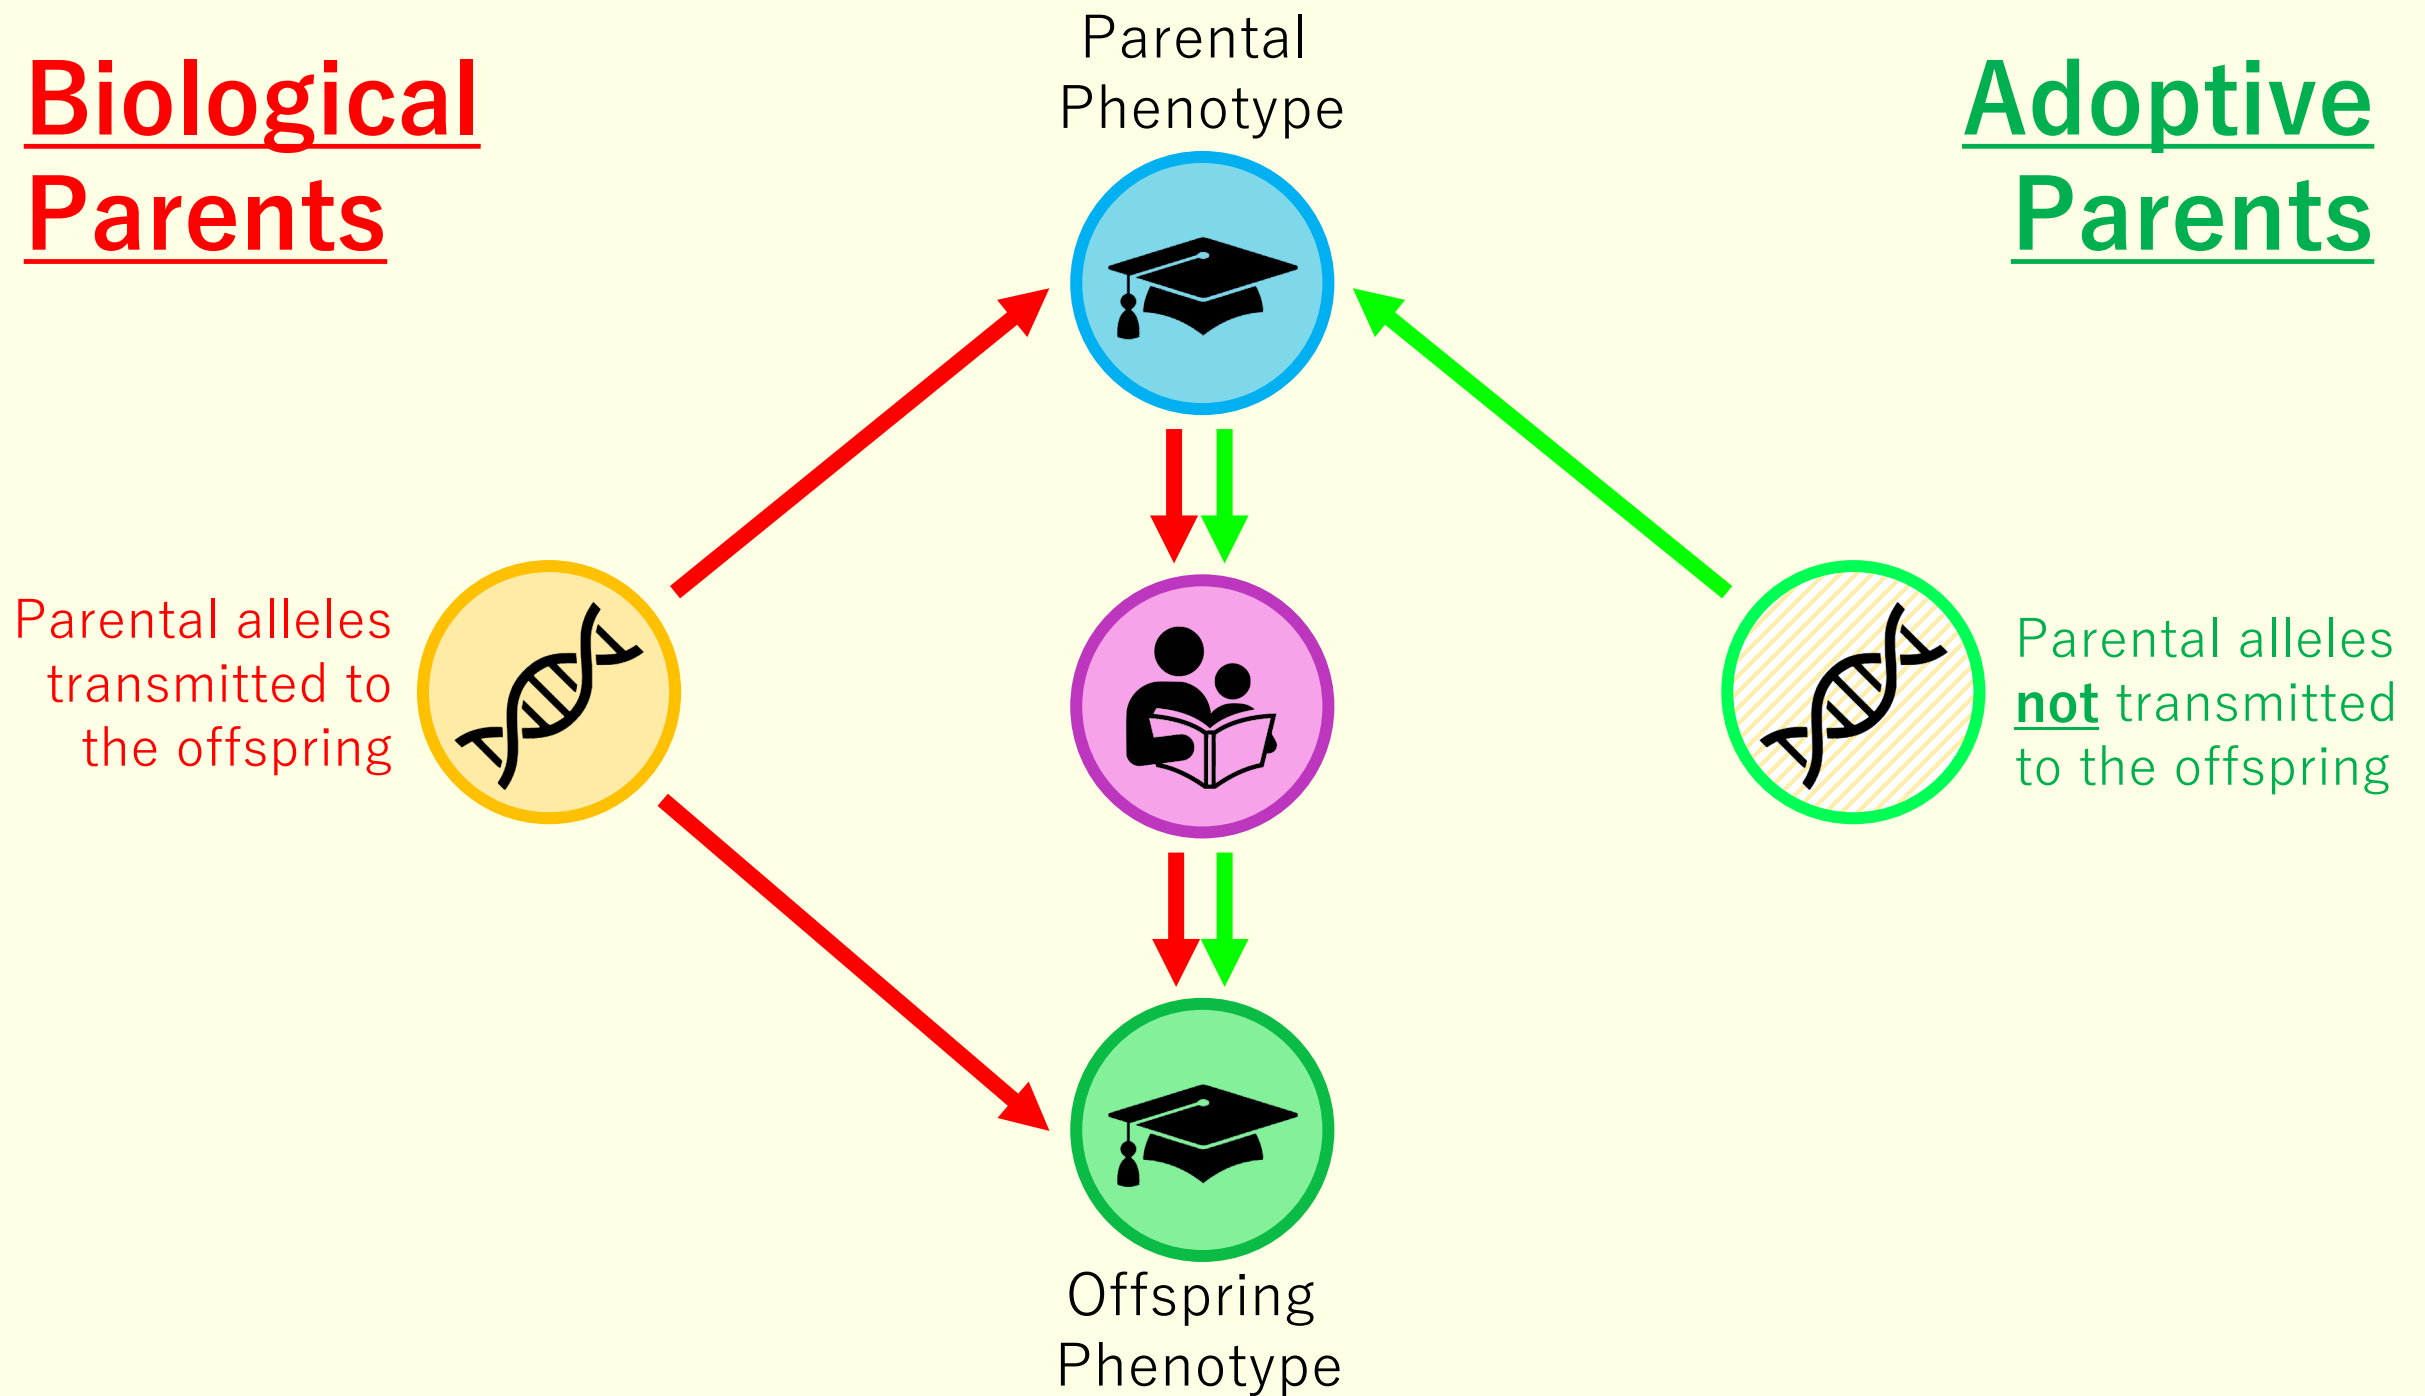 Parental
Phenotype
Biological
Parents
Adoptive
Parents
Parental alleles
transmitted to
the offspring
Parental alleles
not transmitted
to the offspring
Offspring
Phenotype